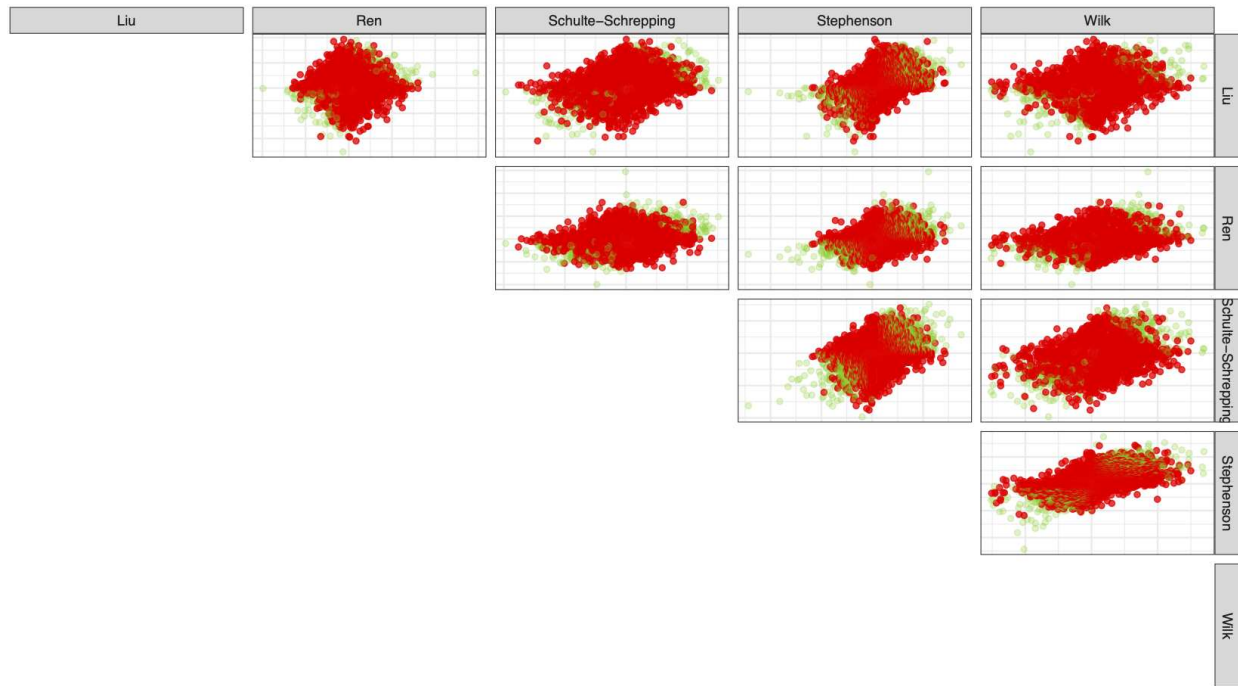 Liu
Ren
Schulte−Schrepping
Stephenson
Wilk
Liu
Ren
Schulte−Schrepping
Stephenson
Wilk